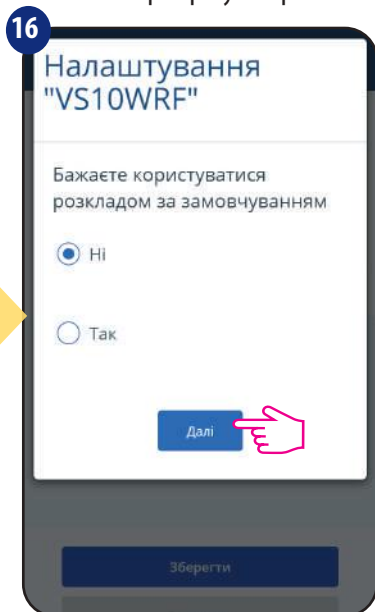 16
Налаштування
"VS10WRF"
Бажаєте користуватися
розкладом за замовчуванням
Ні
Так
Далі
Зберегти